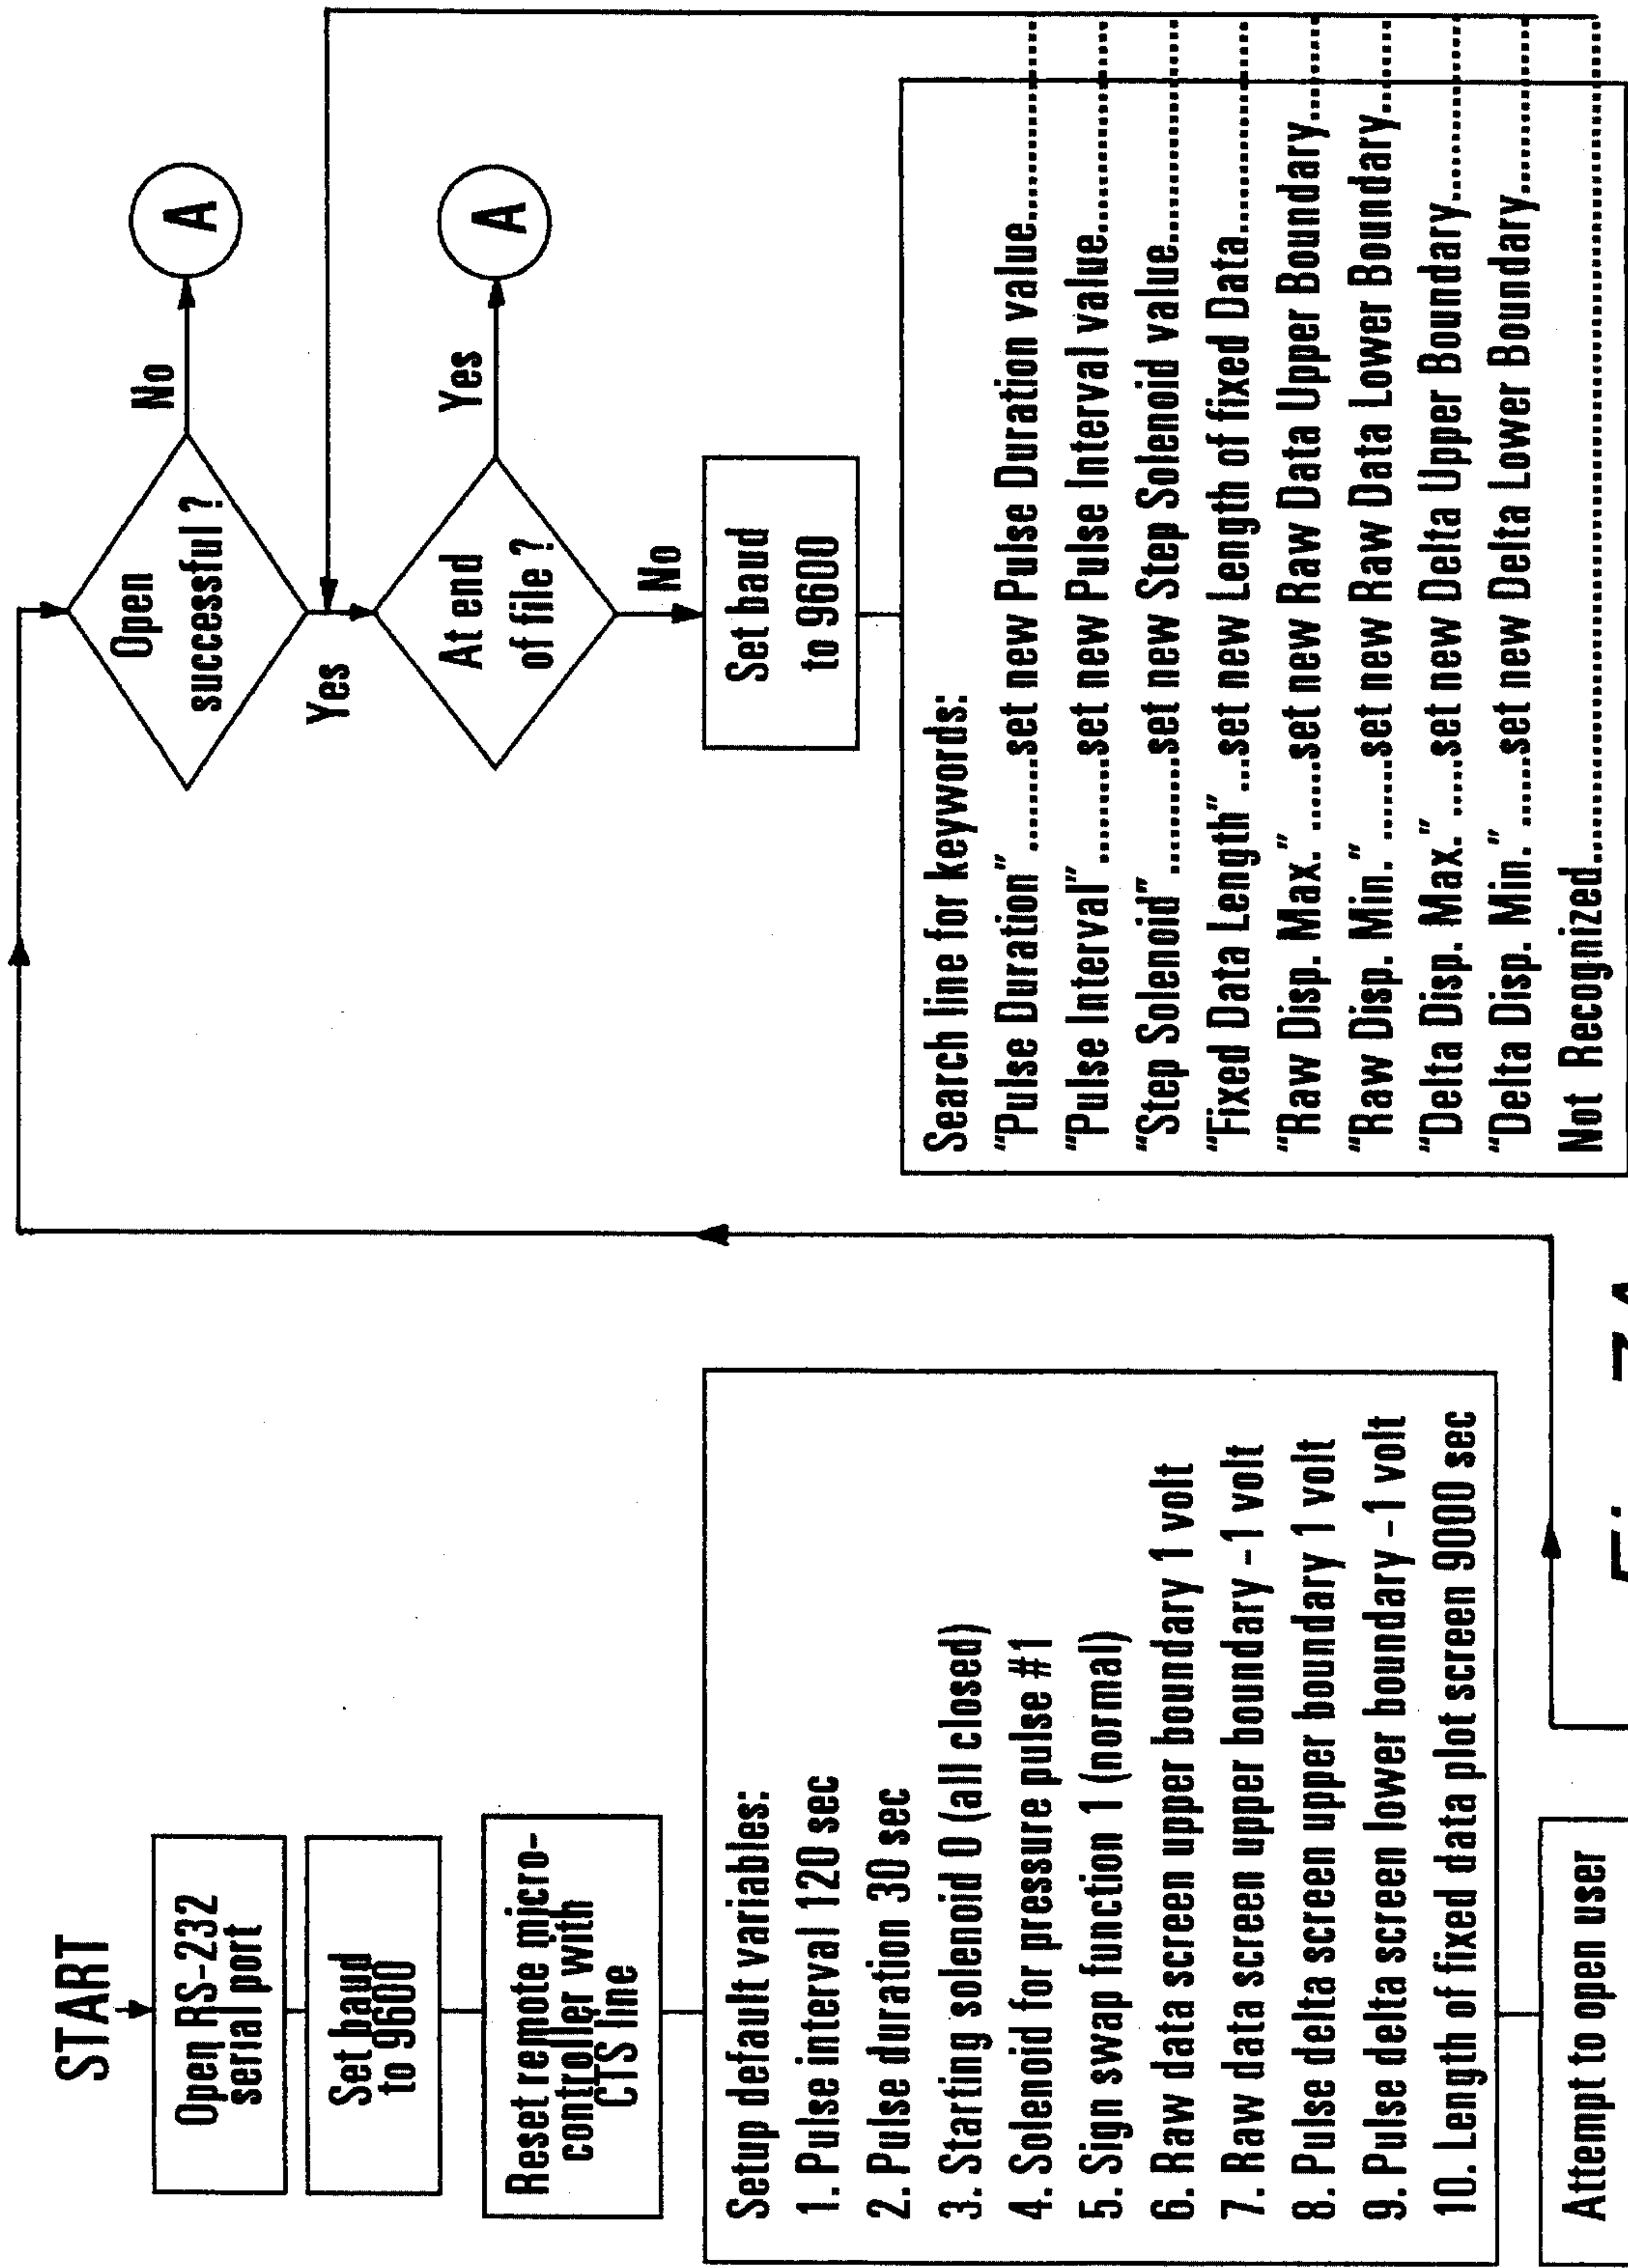 START
Open RS-232
serial port
Set baud
to 9600
Reset remote micro-
controller with
CTS line
Setup default variables:
1. Pulse interval 120 sec
2. Pulse duration 30 sec
3. Starting solenoid 0 (all closed)
4. Solenoid for pressure pulse #1
5. Sign swap function 1 (normal)
6. Raw data screen upper boundary 1 volt
7. Raw data screen upper boundary -1 volt
8. Pulse delta screen upper boundary 1 volt
9. Pulse delta screen lower boundary -1 volt
10. Length of fixed data plot screen 9000 sec
Attempt to open user
Open
successful ?
No
A
Yes
At end
of file ?
Yes
A
No
Set baud
to 9600
Search line for keywords:
"Pulse Duration"........set new Pulse Duration value
"Pulse Interval".........set new Pulse Interval value
"Step Solenoid"..........set new Step Solenoid value
"Fixed Data Length"...set new Length of fixed Data
"Raw Disp. Max."......set new Raw Data Upper Boundary
"Raw Disp. Min."......set new Raw Data Lower Boundary
"Delta Disp. Max.".....set new Delta Upper Boundary
"Delta Disp. Min.".....set new Delta Lower Boundary
Not Recognized